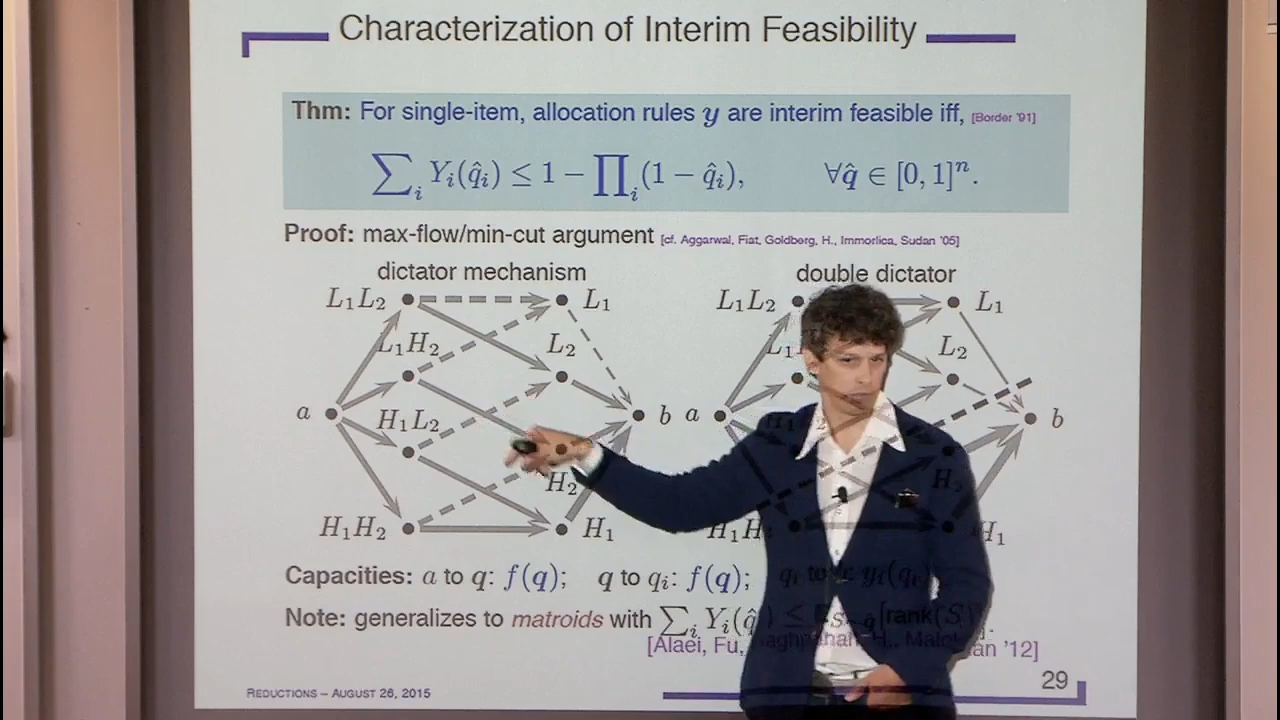 Characterization of Interim Feasibility
Thm: For single-item, allocation rules y are interim feasible iff, [Border '91]
∑ᵢ Yᵢ(q̂ᵢ) ≤ 1 − ∏ᵢ(1 − q̂ᵢ), ∀q̂ ∈ [0, 1]ⁿ.
Proof: max-flow/min-cut argument [cf. Aggarwal, Fiat, Goldberg, H., Immorlica, Sudan '05]
dictator mechanism
L₁L₂
L₁
L₁H₂
L₂
a
H₁L₂
b
H₂
H₁H₂
H₁
double dictator
L₁L₂
L₁
L₂
a
b
H₂
H₁
Capacities: a to q: f(q); q to qᵢ: f(q);
Note: generalizes to matroids with ∑ᵢ Yᵢ(q̂ [rank(S
[Alaei, Fu, H., '12]
REDUCTIONS – AUGUST 26, 2015
29